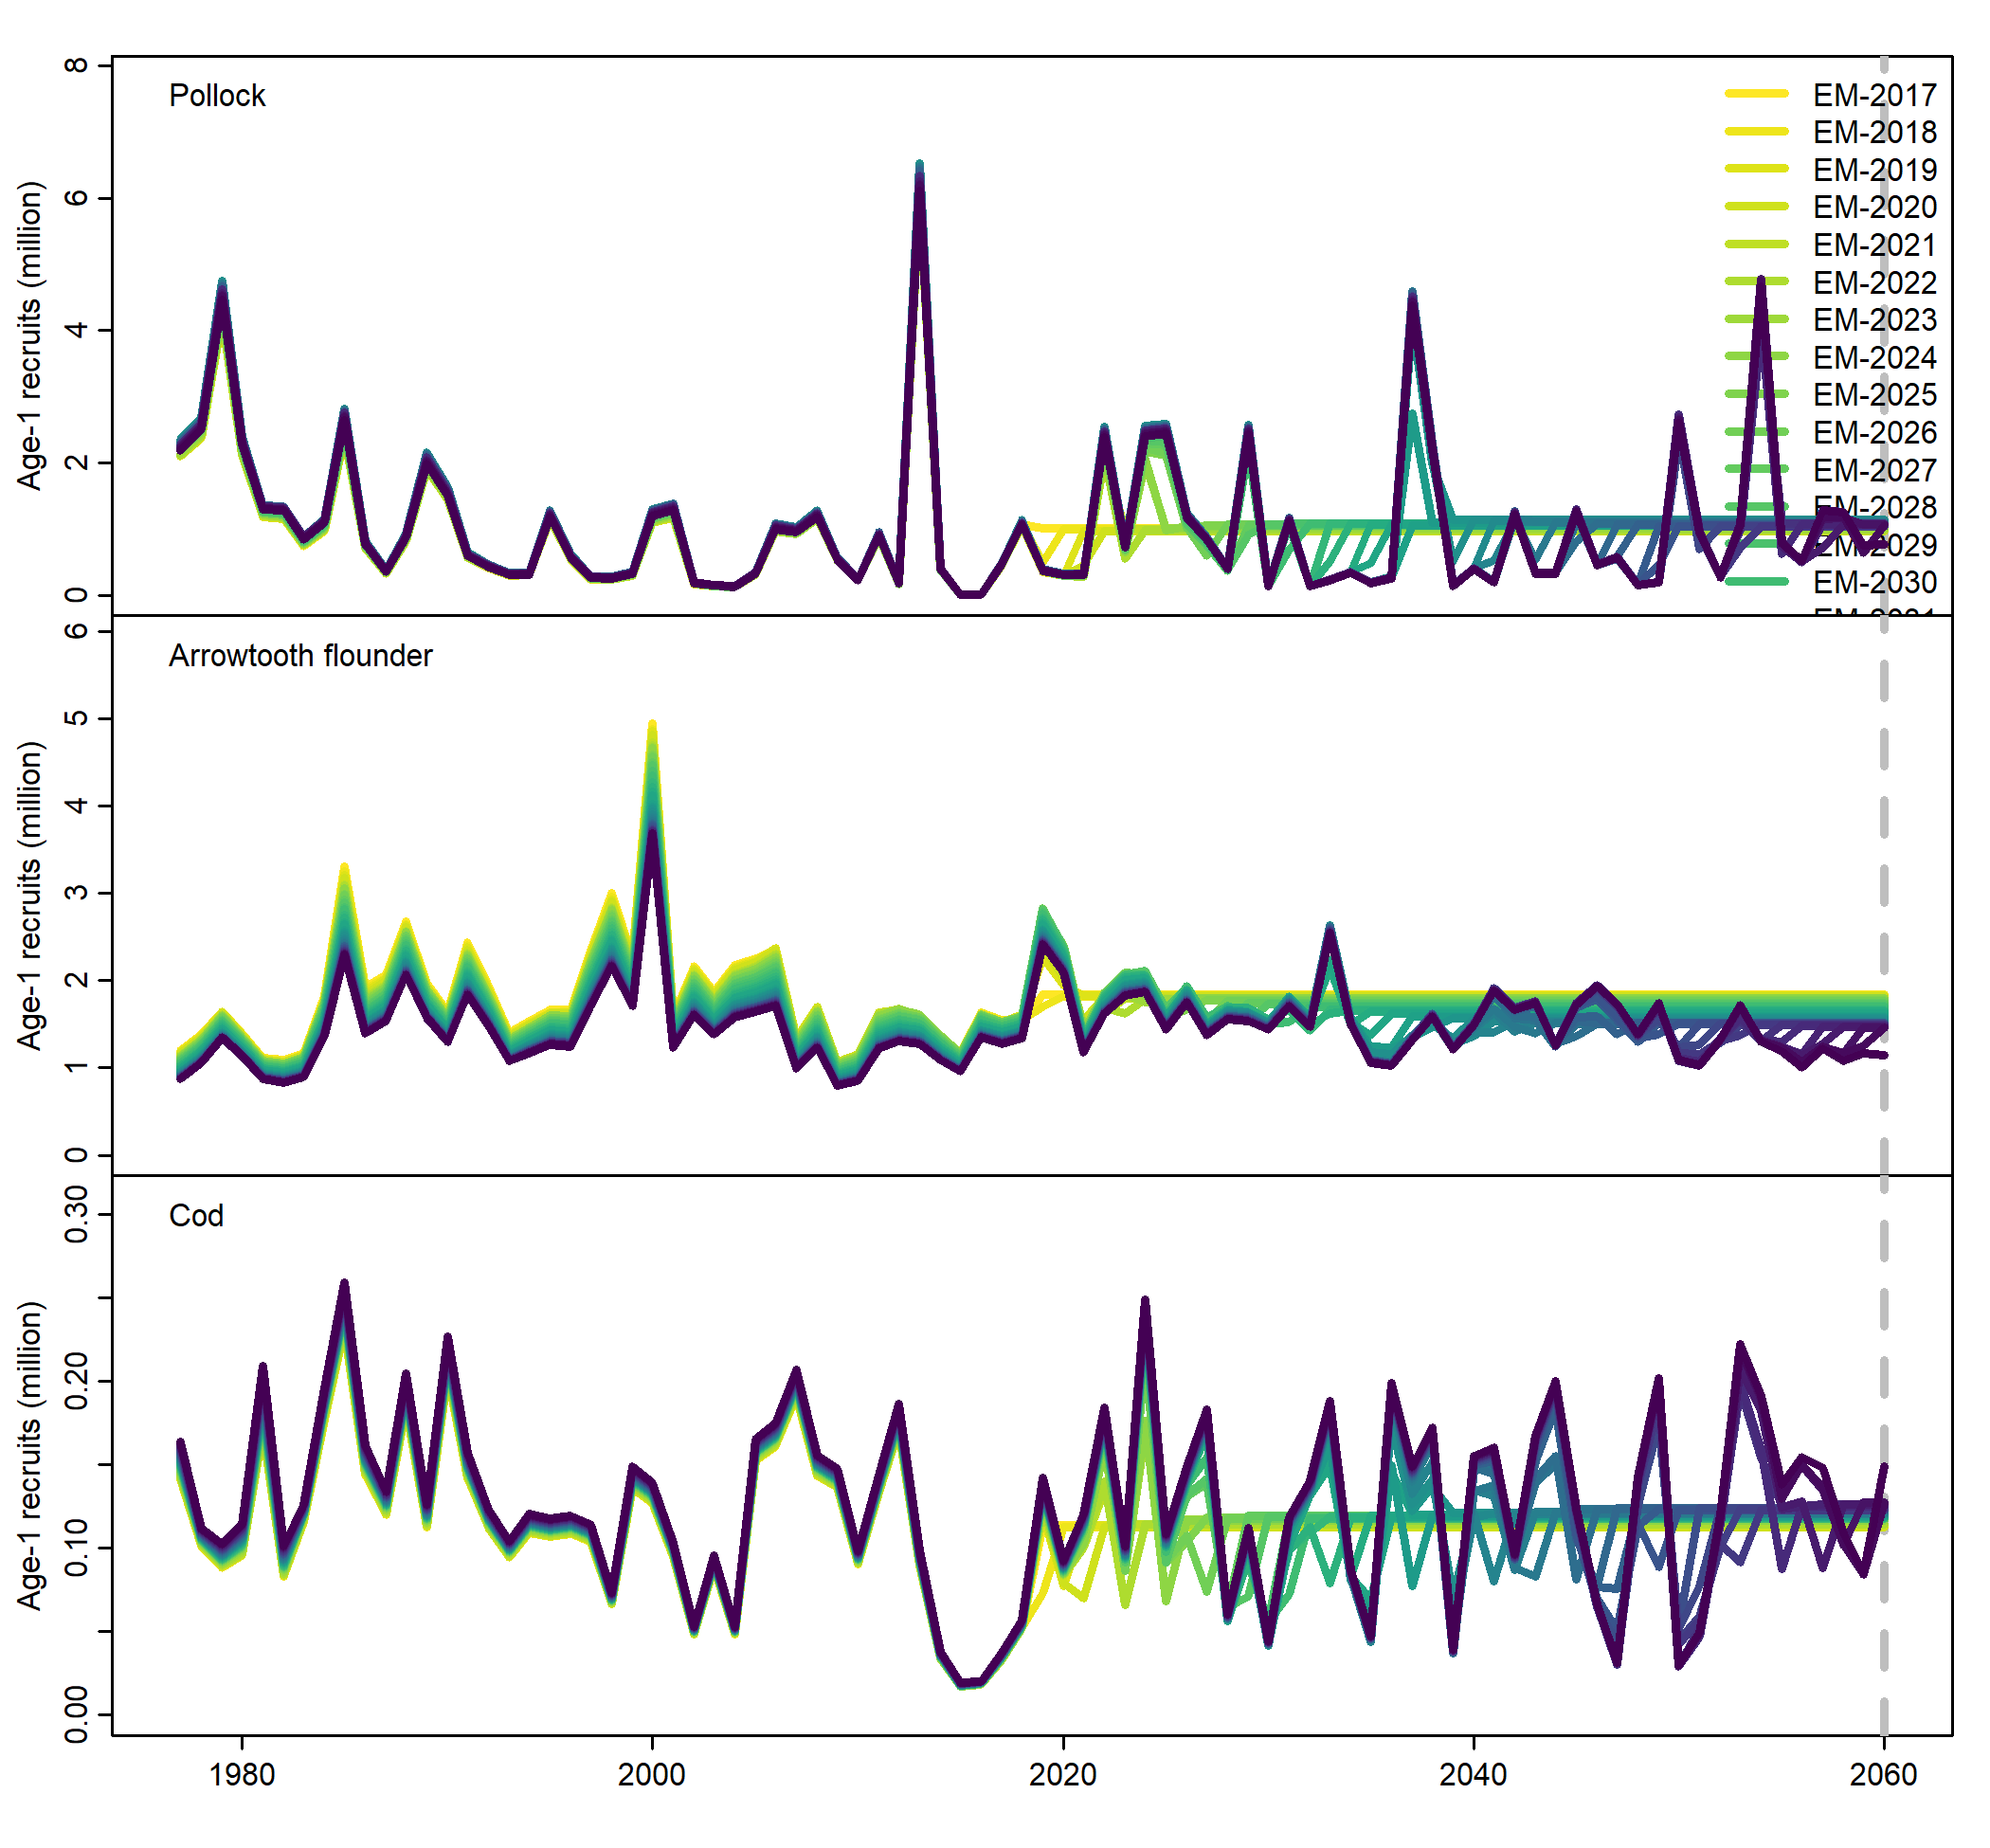 Pollock
Age-1 recruits (million)
8
6
4
2
0
EM-2017
EM-2018
EM-2019
EM-2020
EM-2021
EM-2022
EM-2023
EM-2024
EM-2025
EM-2026
EM-2027
EM-2028
EM-2029
EM-2030
Arrowtooth flounder
Age-1 recruits (million)
6
5
4
3
2
1
0
Cod
Age-1 recruits (million)
0.30
0.20
0.10
0.00
1980 2000 2020 2040 2060